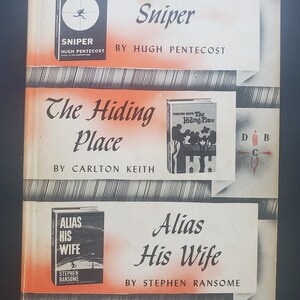 Sniper
SNIPER
HUGH PENTECOST
BY HUGH PENTECOST
The Hiding
Place
BY CARLTON KEITH
CARLTON KEITH The
Hiding Place
D B
C
ALIAS
HIS
WIFE
STEPHEN
RANSOME
Alias
His Wife
BY STEPHEN RANSOME